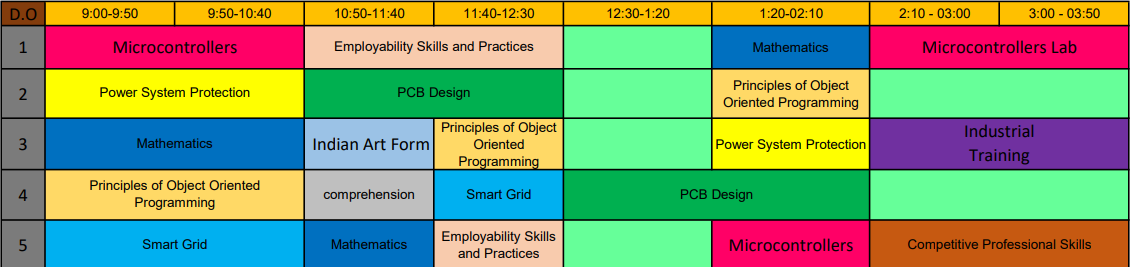 D.O 9:00-9:50 9:50-10:40 10:50-11:40 11:40-12:30 12:30-1:20 1:20-02:10 2:10 - 03:00 3:00 - 03:50
1 Microcontrollers Employability Skills and Practices Mathematics Microcontrollers Lab
2 Power System Protection PCB Design Principles of Object
Oriented Programming
3 Mathematics Indian Art Form Principles of Object
Oriented
Programming
Power System Protection Industrial
Training
4 Principles of Object Oriented
Programming
comprehension Smart Grid PCB Design
5 Smart Grid Mathematics Employability Skills
and Practices
Microcontrollers Competitive Professional Skills